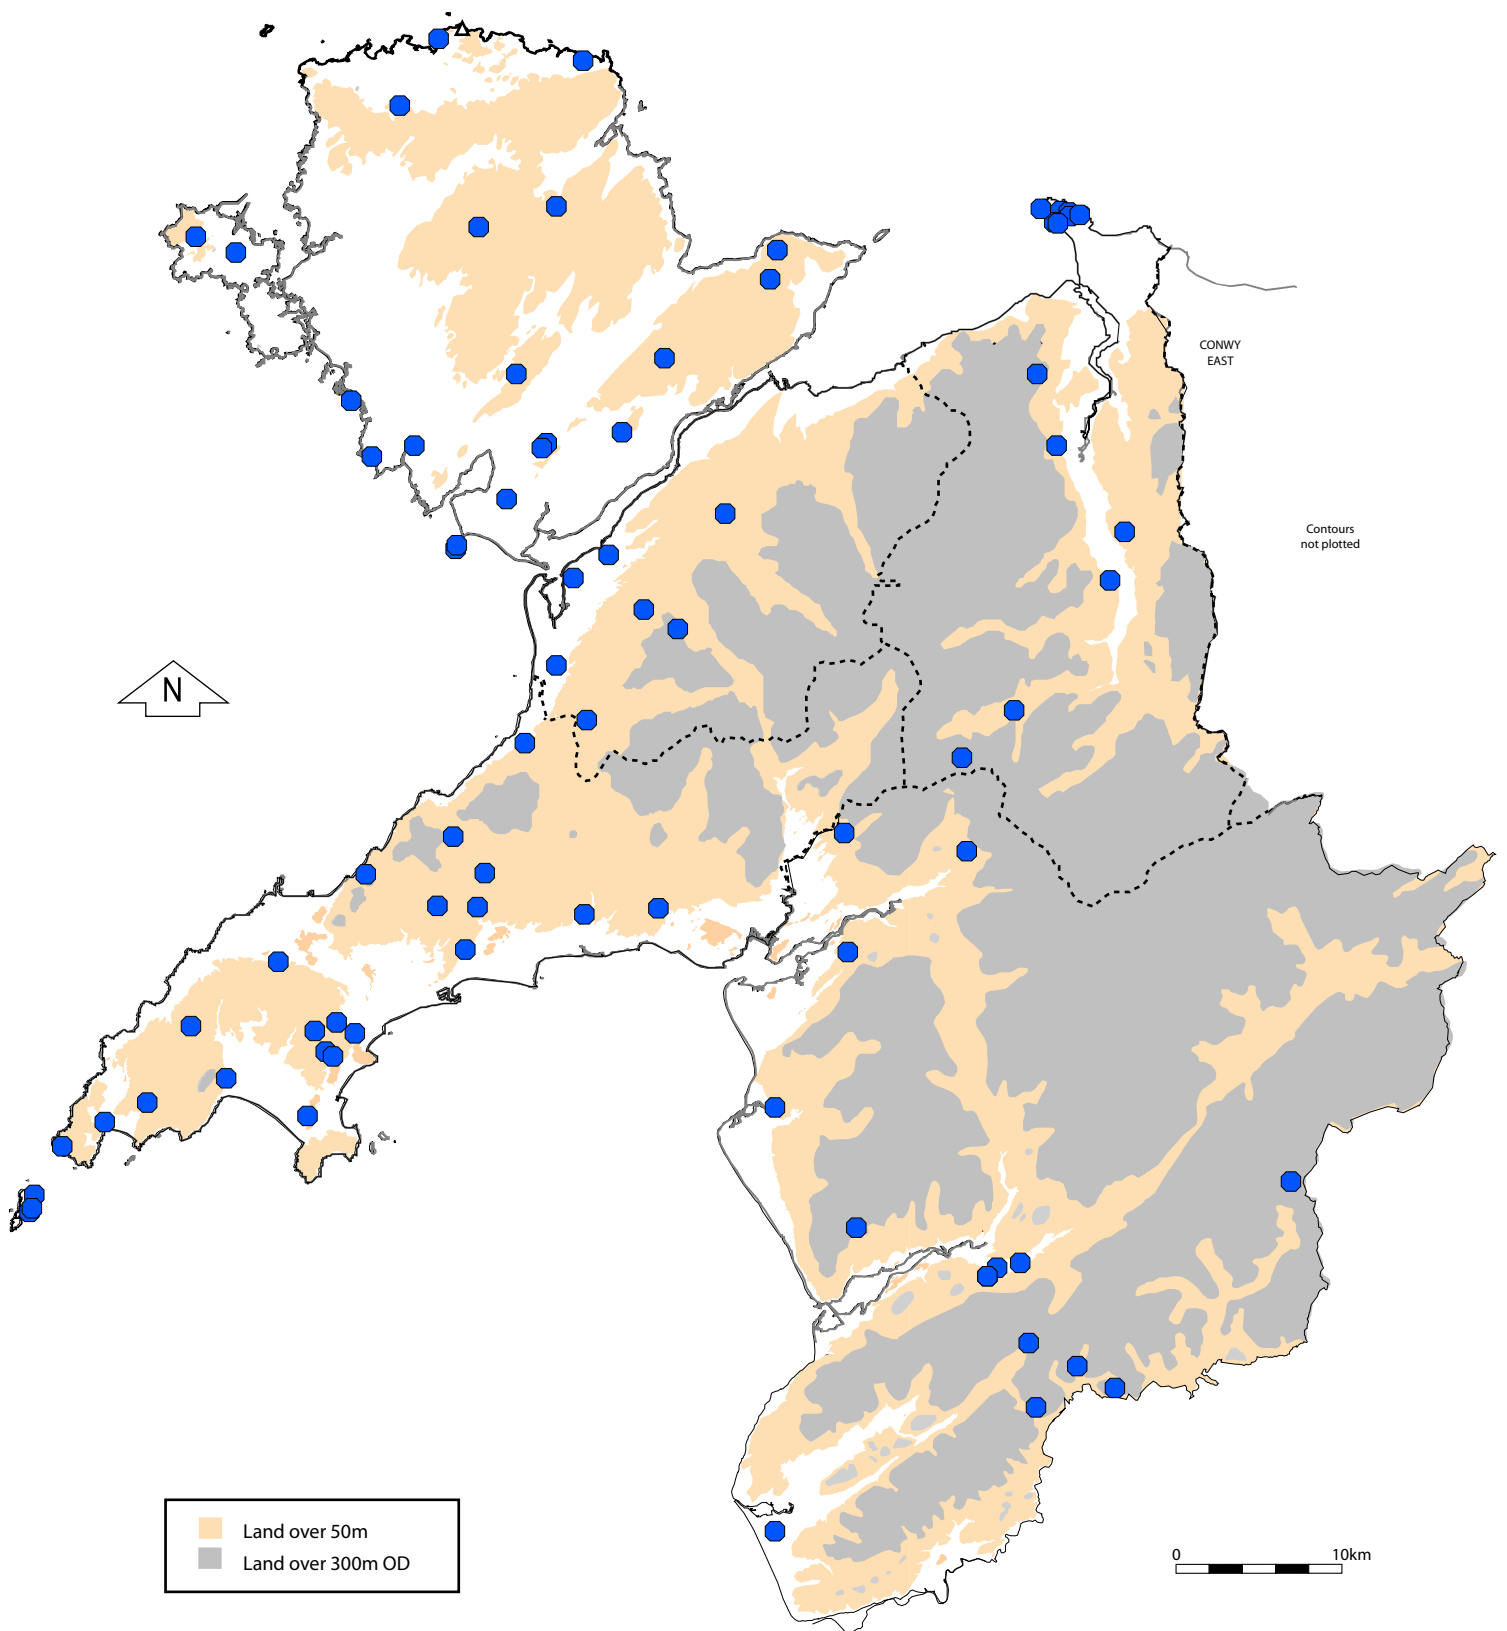 CONWY
EAST
Contours
not plotted
N
Land over 50m
Land over 300m OD
0 10km